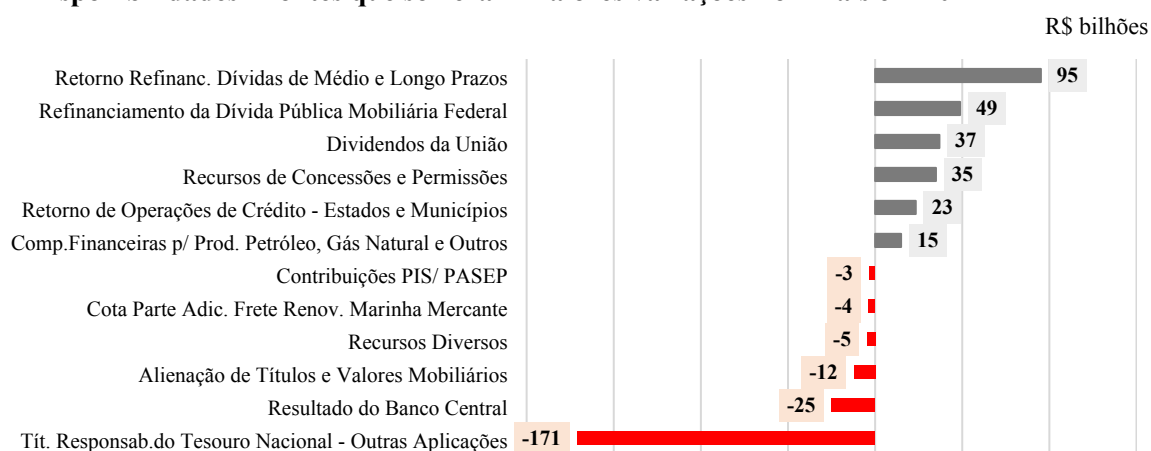 R$ bilhões
Retorno Refinanc. Dívidas de Médio e Longo Prazos 95
Refinanciamento da Dívida Pública Mobiliária Federal 49
Dividendos da União 37
Recursos de Concessões e Permissões 35
Retorno de Operações de Crédito - Estados e Municípios 23
Comp.Financeiras p/ Prod. Petróleo, Gás Natural e Outros 15
Contribuições PIS/ PASEP -3
Cota Parte Adic. Frete Renov. Marinha Mercante -4
Recursos Diversos -5
Alienação de Títulos e Valores Mobiliários -12
Resultado do Banco Central -25
Tít. Responsab.do Tesouro Nacional - Outras Aplicações -171